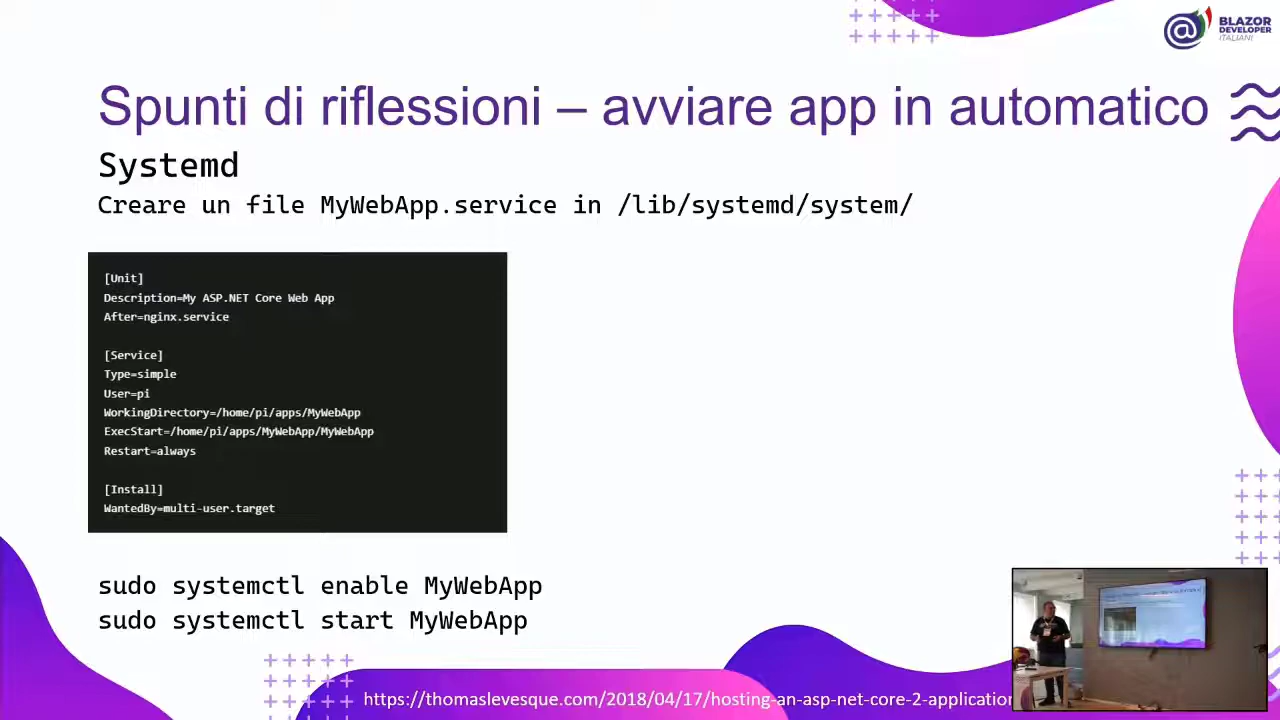 BLAZOR
DEVELOPER
ITALIANI
Spunti di riflessioni – avviare app in automatico
Systemd
Creare un file MyWebApp.service in /lib/systemd/system/
[Unit]
Description=My ASP.NET Core Web App
After=nginx.service
[Service]
Type=simple
User=pi
WorkingDirectory=/home/pi/apps/MyWebApp
ExecStart=/home/pi/apps/MyWebApp/MyWebApp
Restart=always
[Install]
WantedBy=multi-user.target
sudo systemctl enable MyWebApp
sudo systemctl start MyWebApp
https://thomaslevesque.com/2018/04/17/hosting-an-asp-net-core-2-application